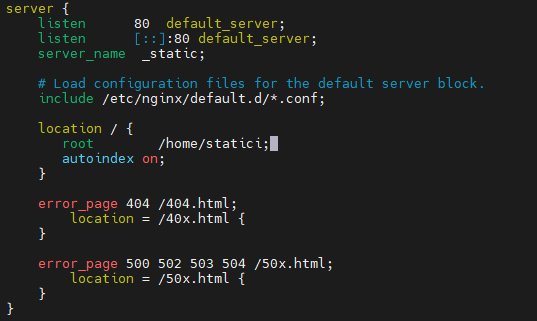 server {
    listen       80  default_server;
    listen       [::]:80 default_server;
    server_name  _static;
    # Load configuration files for the default server block.
    include /etc/nginx/default.d/*.conf;
    location / {
       root         /home/statici;
       autoindex on;
    }
    error_page 404 /404.html;
        location = /40x.html {
    }
    error_page 500 502 503 504 /50x.html;
        location = /50x.html {
    }
}